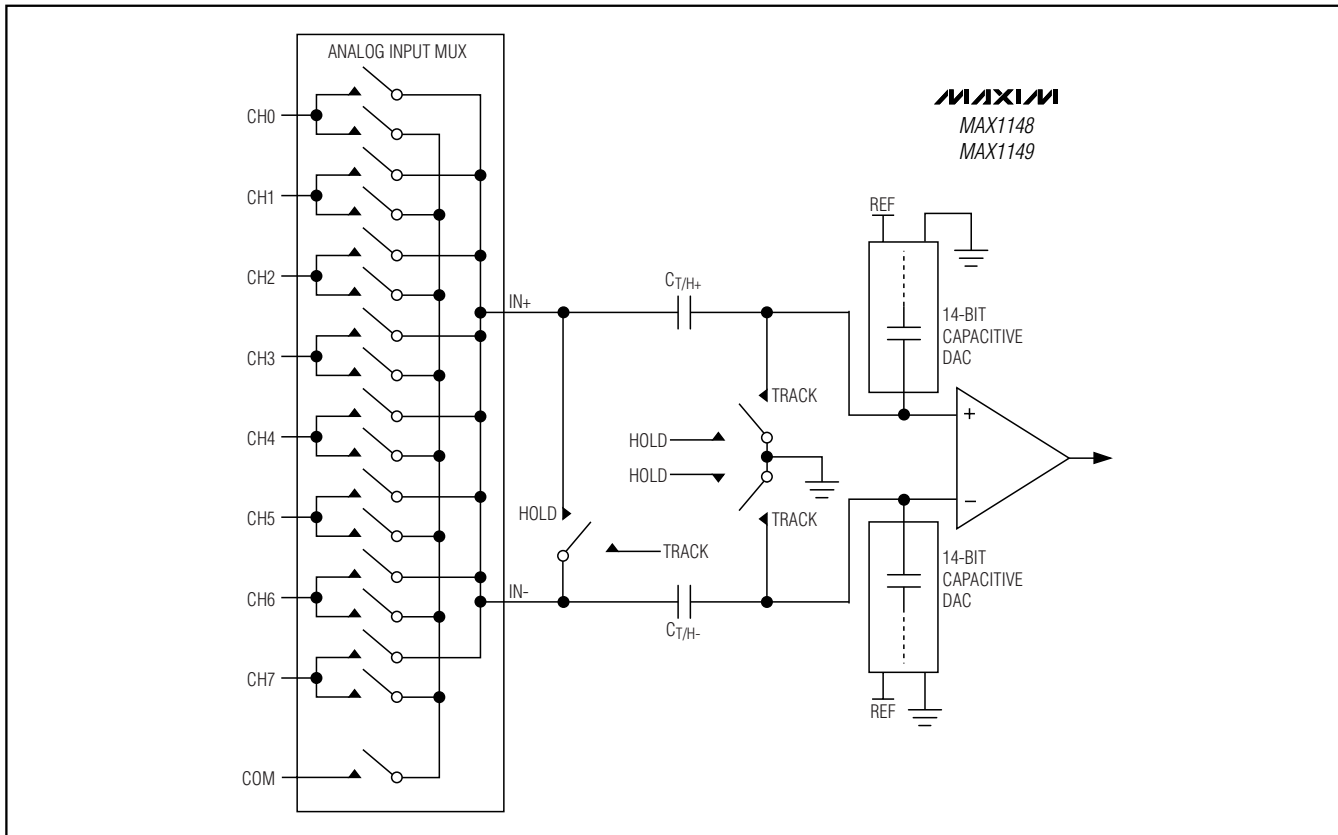 ANALOG INPUT MUX
CH0
CH1
CH2
CH3
CH4
CH5
CH6
CH7
COM
IN+
IN-
HOLD
TRACK
CT/H+
CT/H-
TRACK
HOLD
HOLD
TRACK
MAXIM
MAX1148
MAX1149
REF
14-BIT
CAPACITIVE
DAC
+
−
14-BIT
CAPACITIVE
DAC
REF